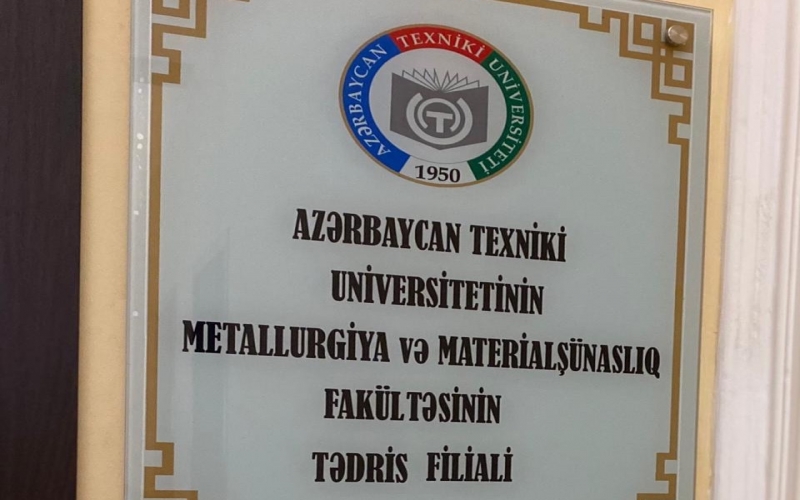 AZƏRBAYCAN TEXNİKİ UNİVERSİTETİ
T
1950
AZƏRBAYCAN TEXNİKİ
UNİVERSİTETİNİN
METALLURGİYA və MATERİALŞÜNASLIQ
FAKÜLTƏSİNİN
TƏDRİS FİLİALİ